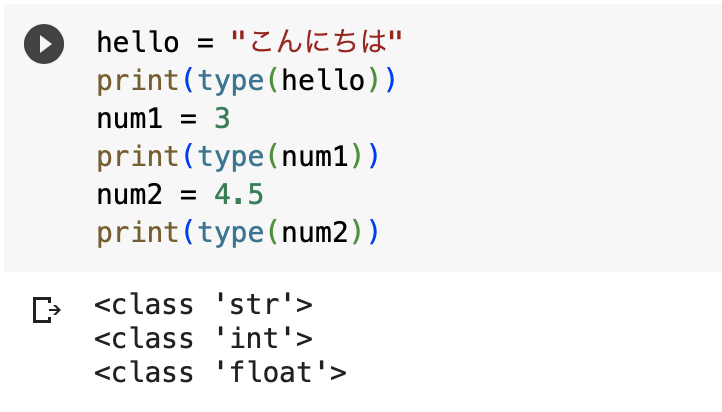 hello = "こんにちは"
print(type(hello))
num1 = 3
print(type(num1))
num2 = 4.5
print(type(num2))
<class 'str'>
<class 'int'>
<class 'float'>